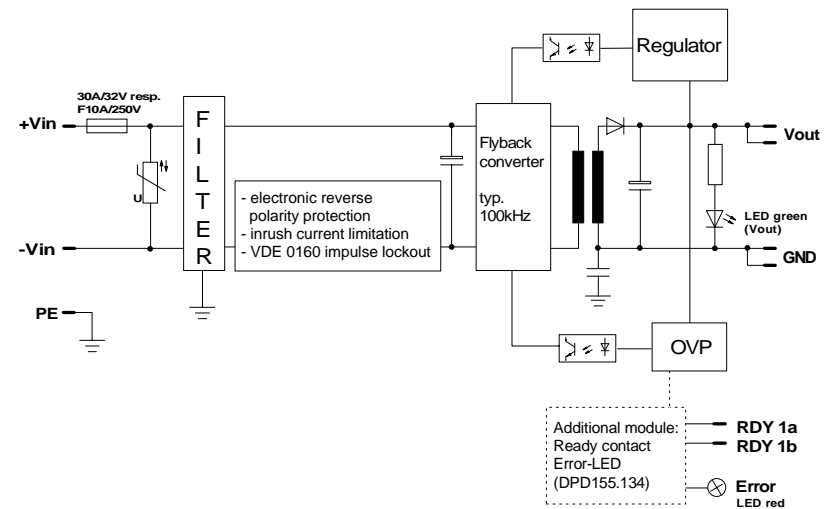 Regulator
30A/32V resp.
F10A/250V
+Vin
FILTER
Flyback
converter
typ.
100kHz
Vout
U
- electronic reverse
polarity protection
- inrush current limitation
- VDE 0160 impulse lockout
LED green
(Vout)
-Vin
GND
PE
OVP
Additional module:
Ready contact
Error-LED
(DPD155.134)
RDY 1a
RDY 1b
Error
LED red